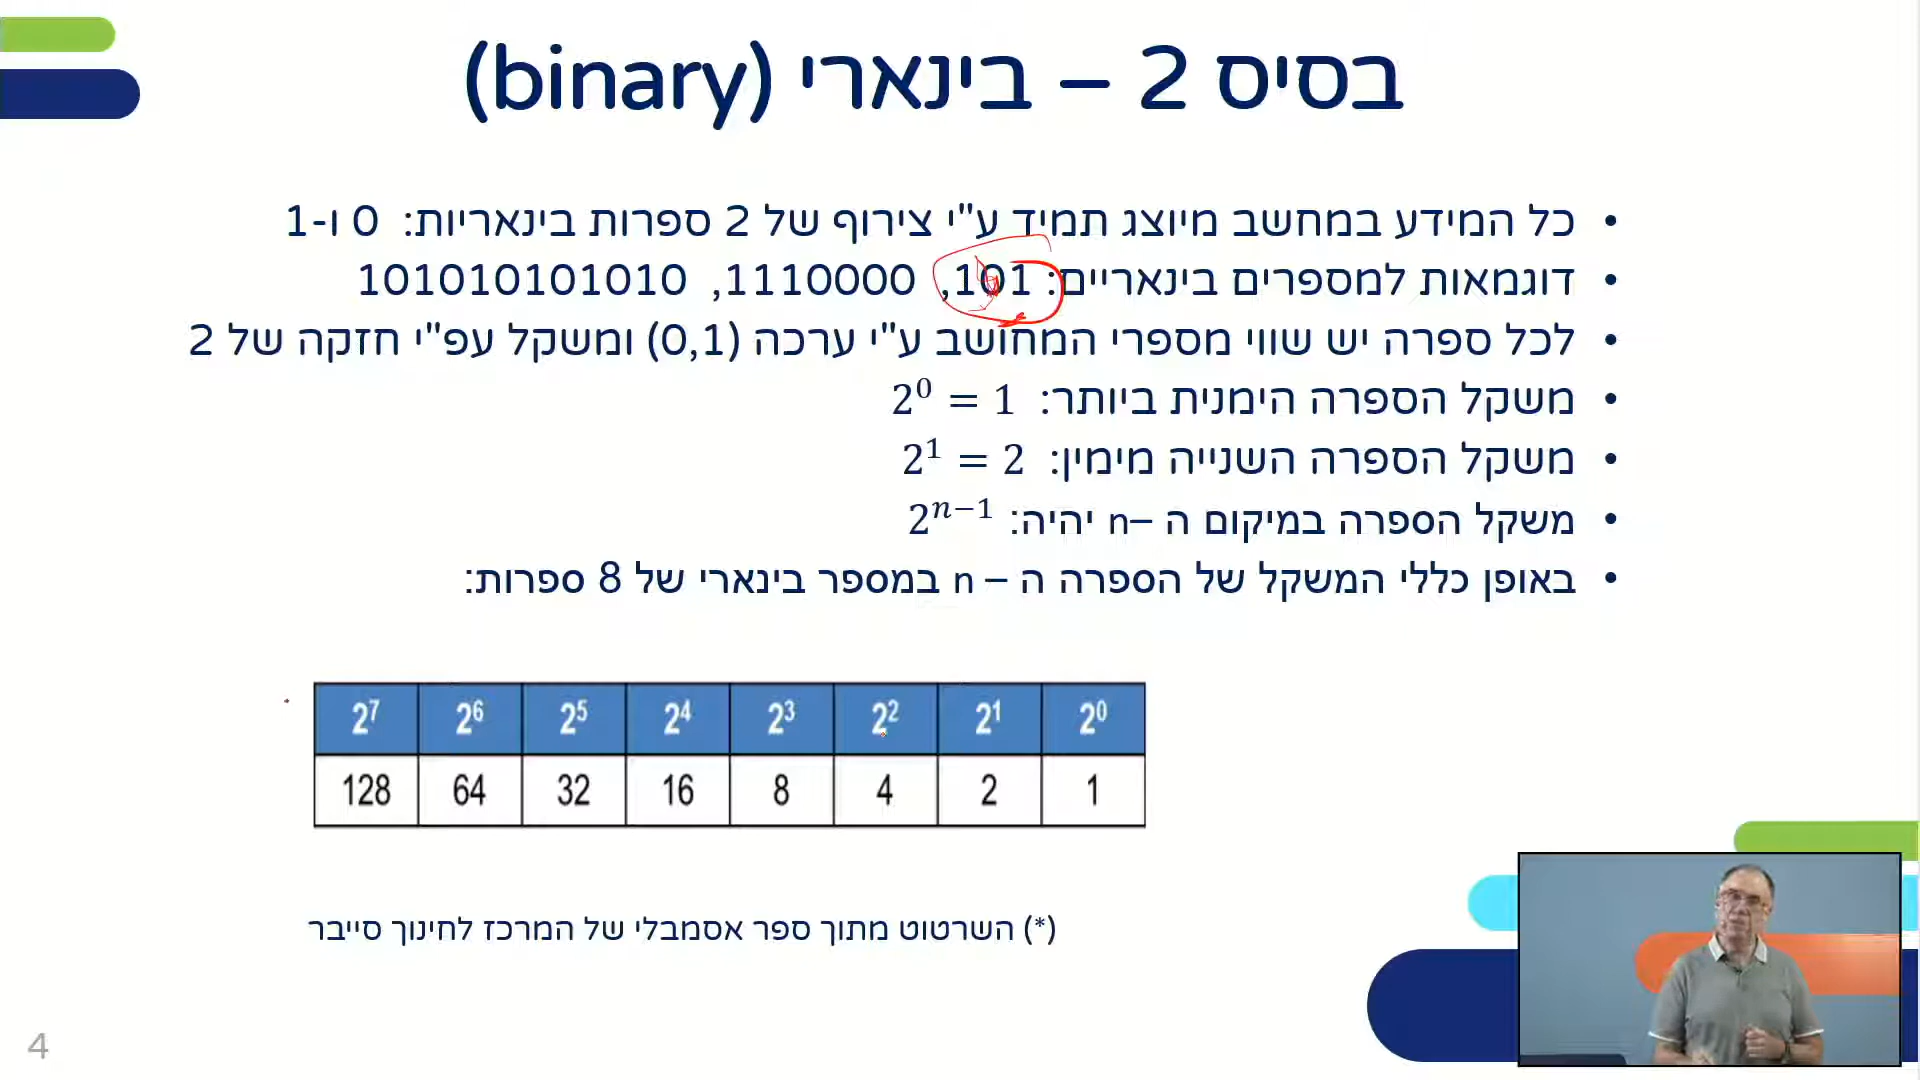 בסיס 2 – בינארי (binary)
כל המידע במחשב מיוצג תמיד ע"י צירוף של 2 ספרות בינאריות: 0 ו-1
דוגמאות למספרים בינאריים: 101, 1110000, 101010101010
לכל ספרה יש שווי מספרי המחושב ע"י ערכה (0,1) ומשקל עפ"י חזקה של 2
משקל הספרה הימנית ביותר: 2⁰ = 1
משקל הספרה השנייה מימין: 2¹ = 2
משקל הספרה במיקום ה –n יהיה: 2ⁿ⁻¹
באופן כללי המשקל של הספרה ה – n במספר בינארי של 8 ספרות:
2⁷ 2⁶ 2⁵ 2⁴ 2³ 2² 2¹ 2⁰
128 64 32 16 8 4 2 1
(*) השרטוט מתוך ספר אסמבלי של המרכז לחינוך סייבר
4